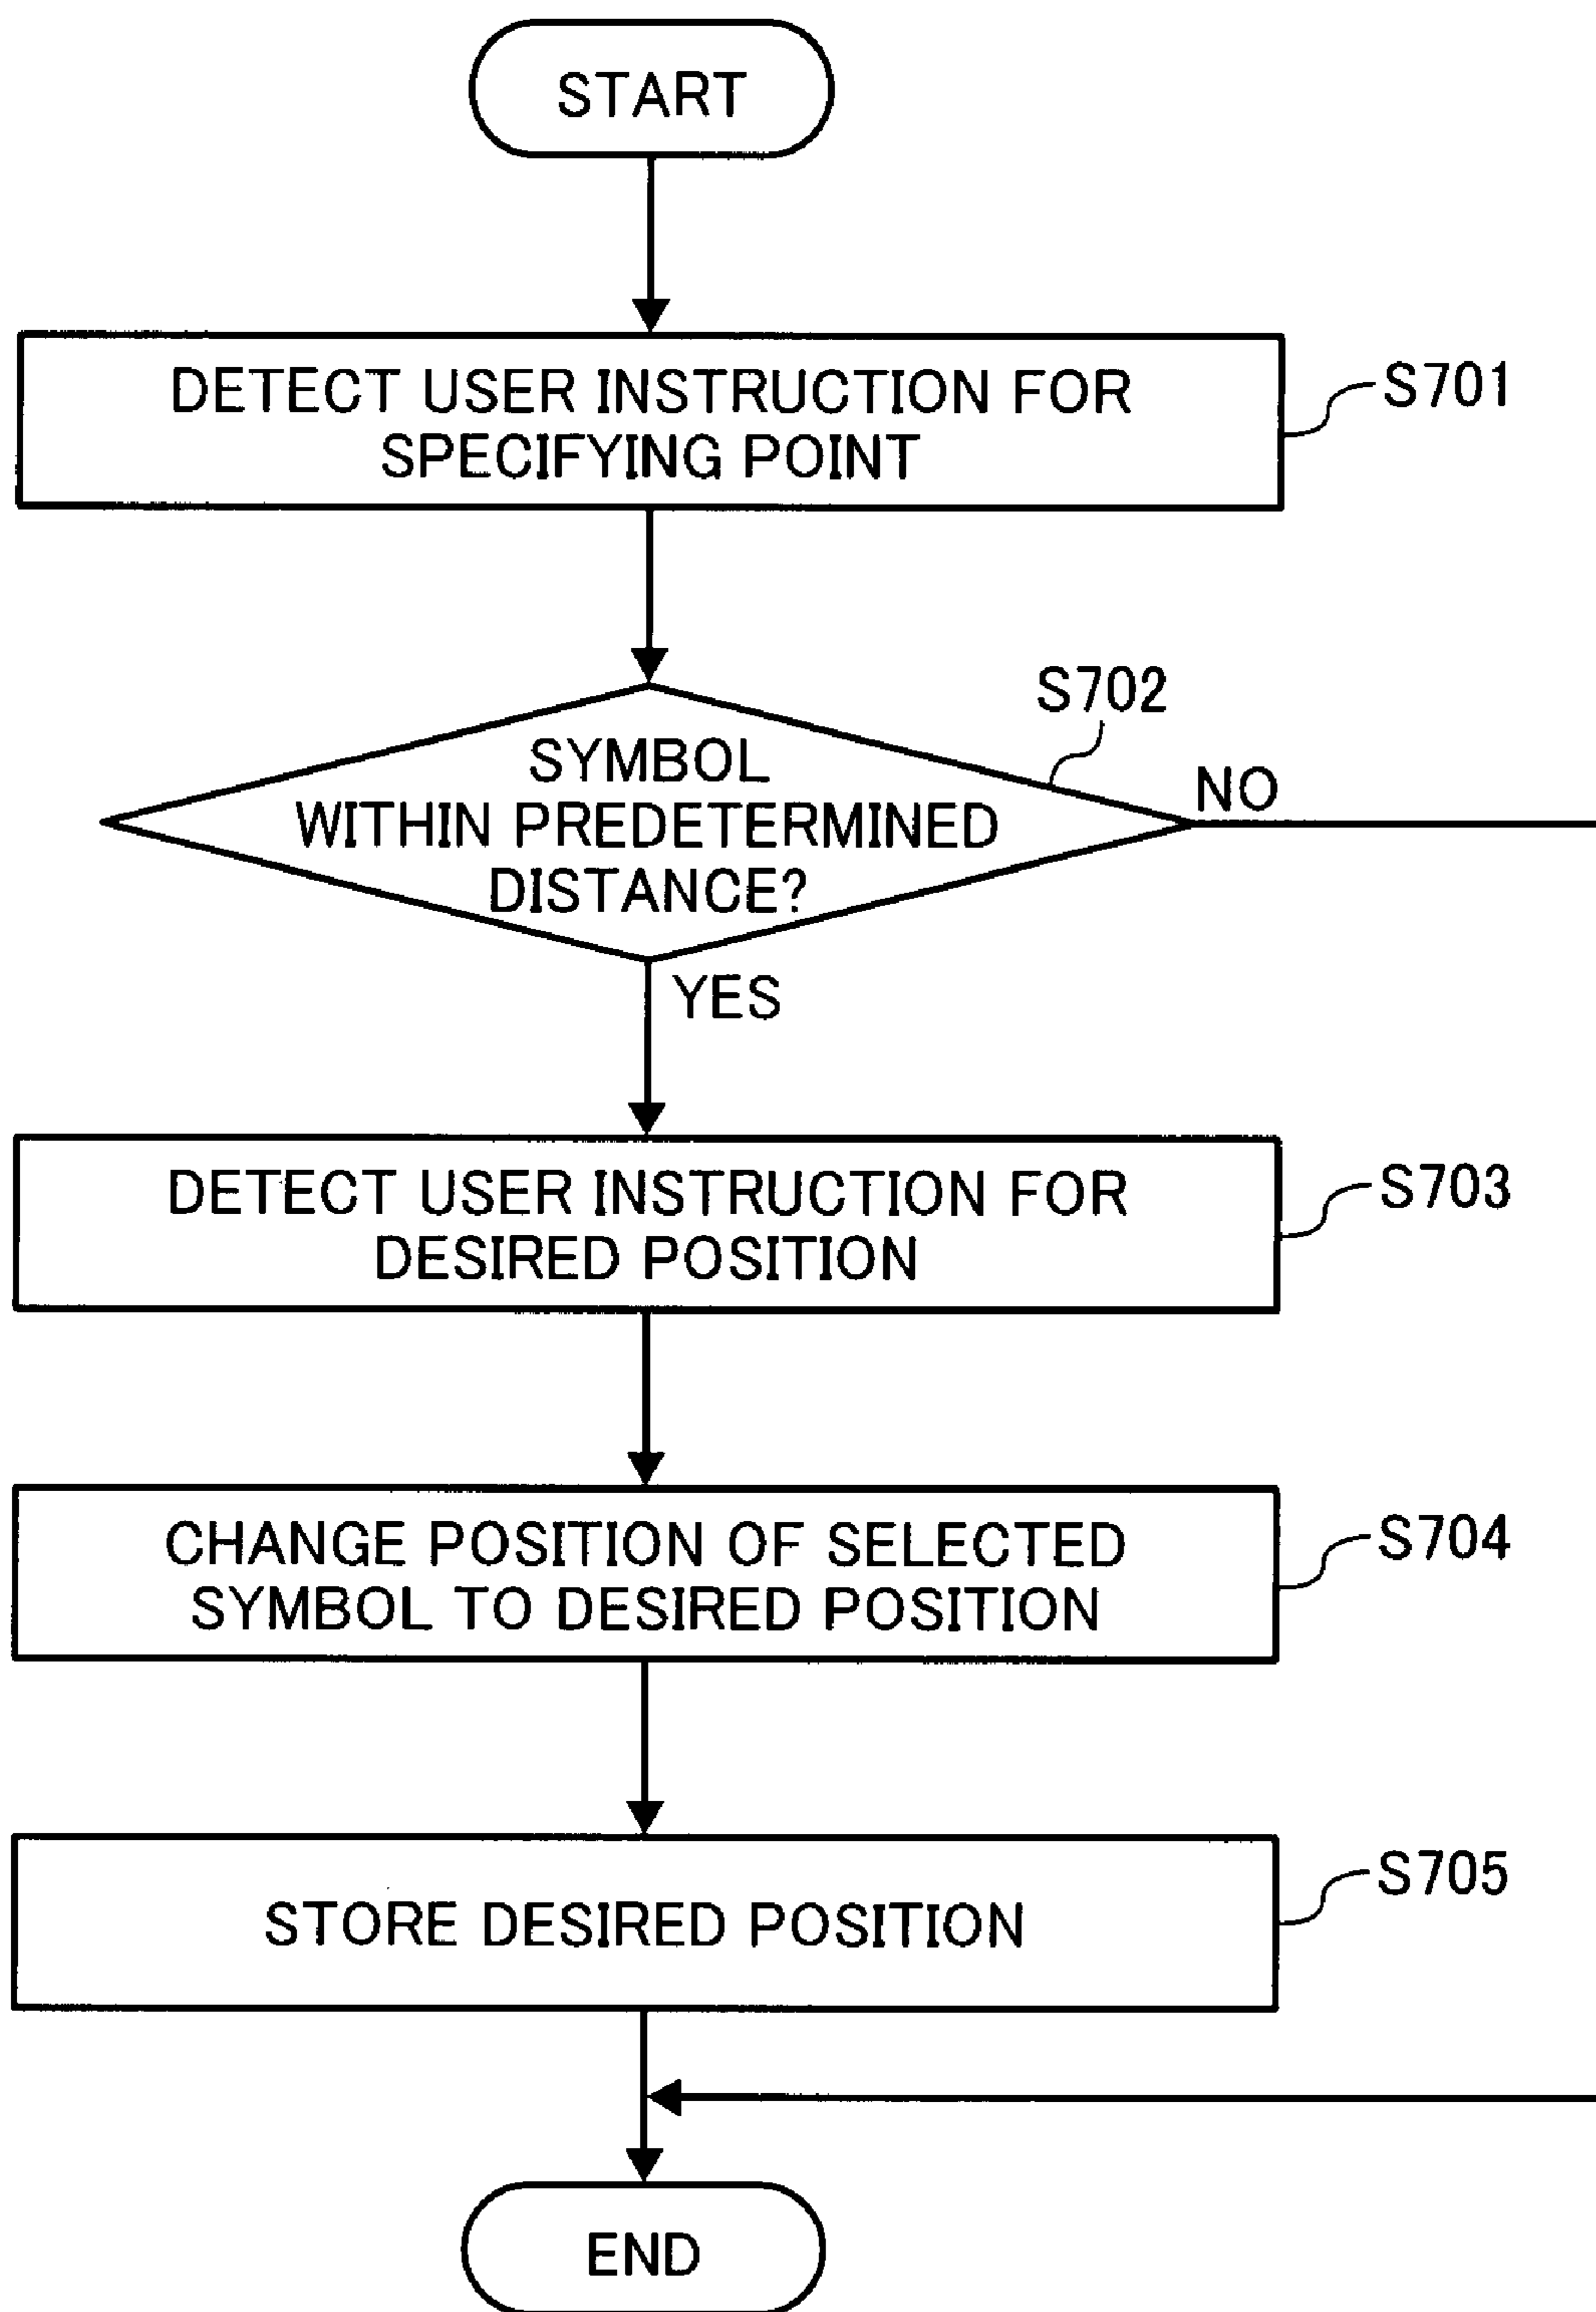 START
DETECT USER INSTRUCTION FOR
SPECIFYING POINT
S701
S702
SYMBOL
WITHIN PREDETERMINED
DISTANCE?
NO
YES
DETECT USER INSTRUCTION FOR
DESIRED POSITION
S703
CHANGE POSITION OF SELECTED
SYMBOL TO DESIRED POSITION
S704
STORE DESIRED POSITION
S705
END